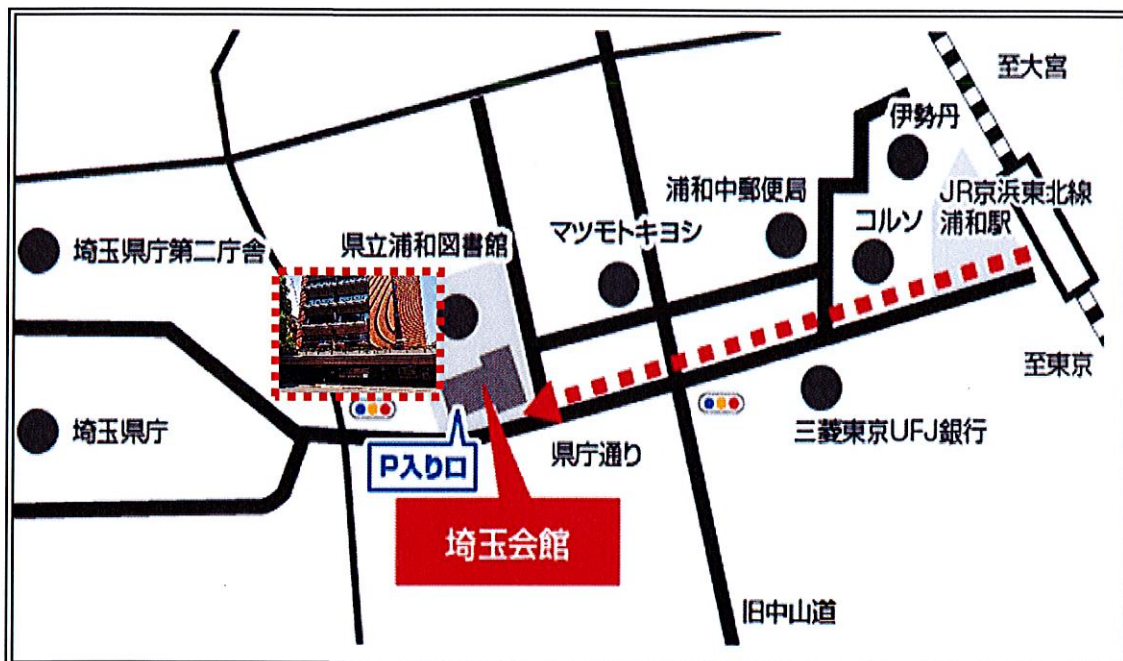 至大宮
伊勢丹
JR京浜東北線
浦和駅
浦和中郵便局
コルソ
マツモトキヨシ
県立浦和図書館
埼玉県庁第二庁舎
至東京
三菱東京UFJ銀行
埼玉県庁
県庁通り
P入り口
埼玉会館
旧中山道